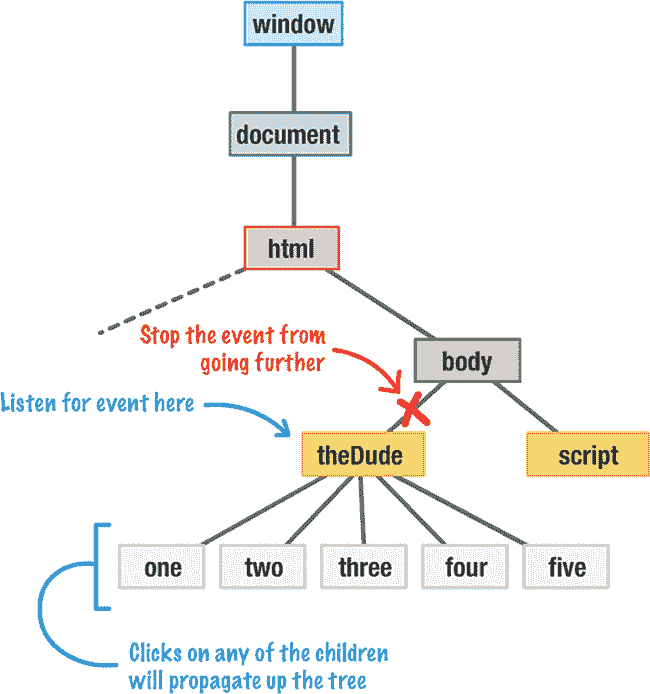 window
document
html
Stop the event from
going further
body
Listen for event here
theDude
script
one
two
three
four
five
Clicks on any of the children
will propagate up the tree